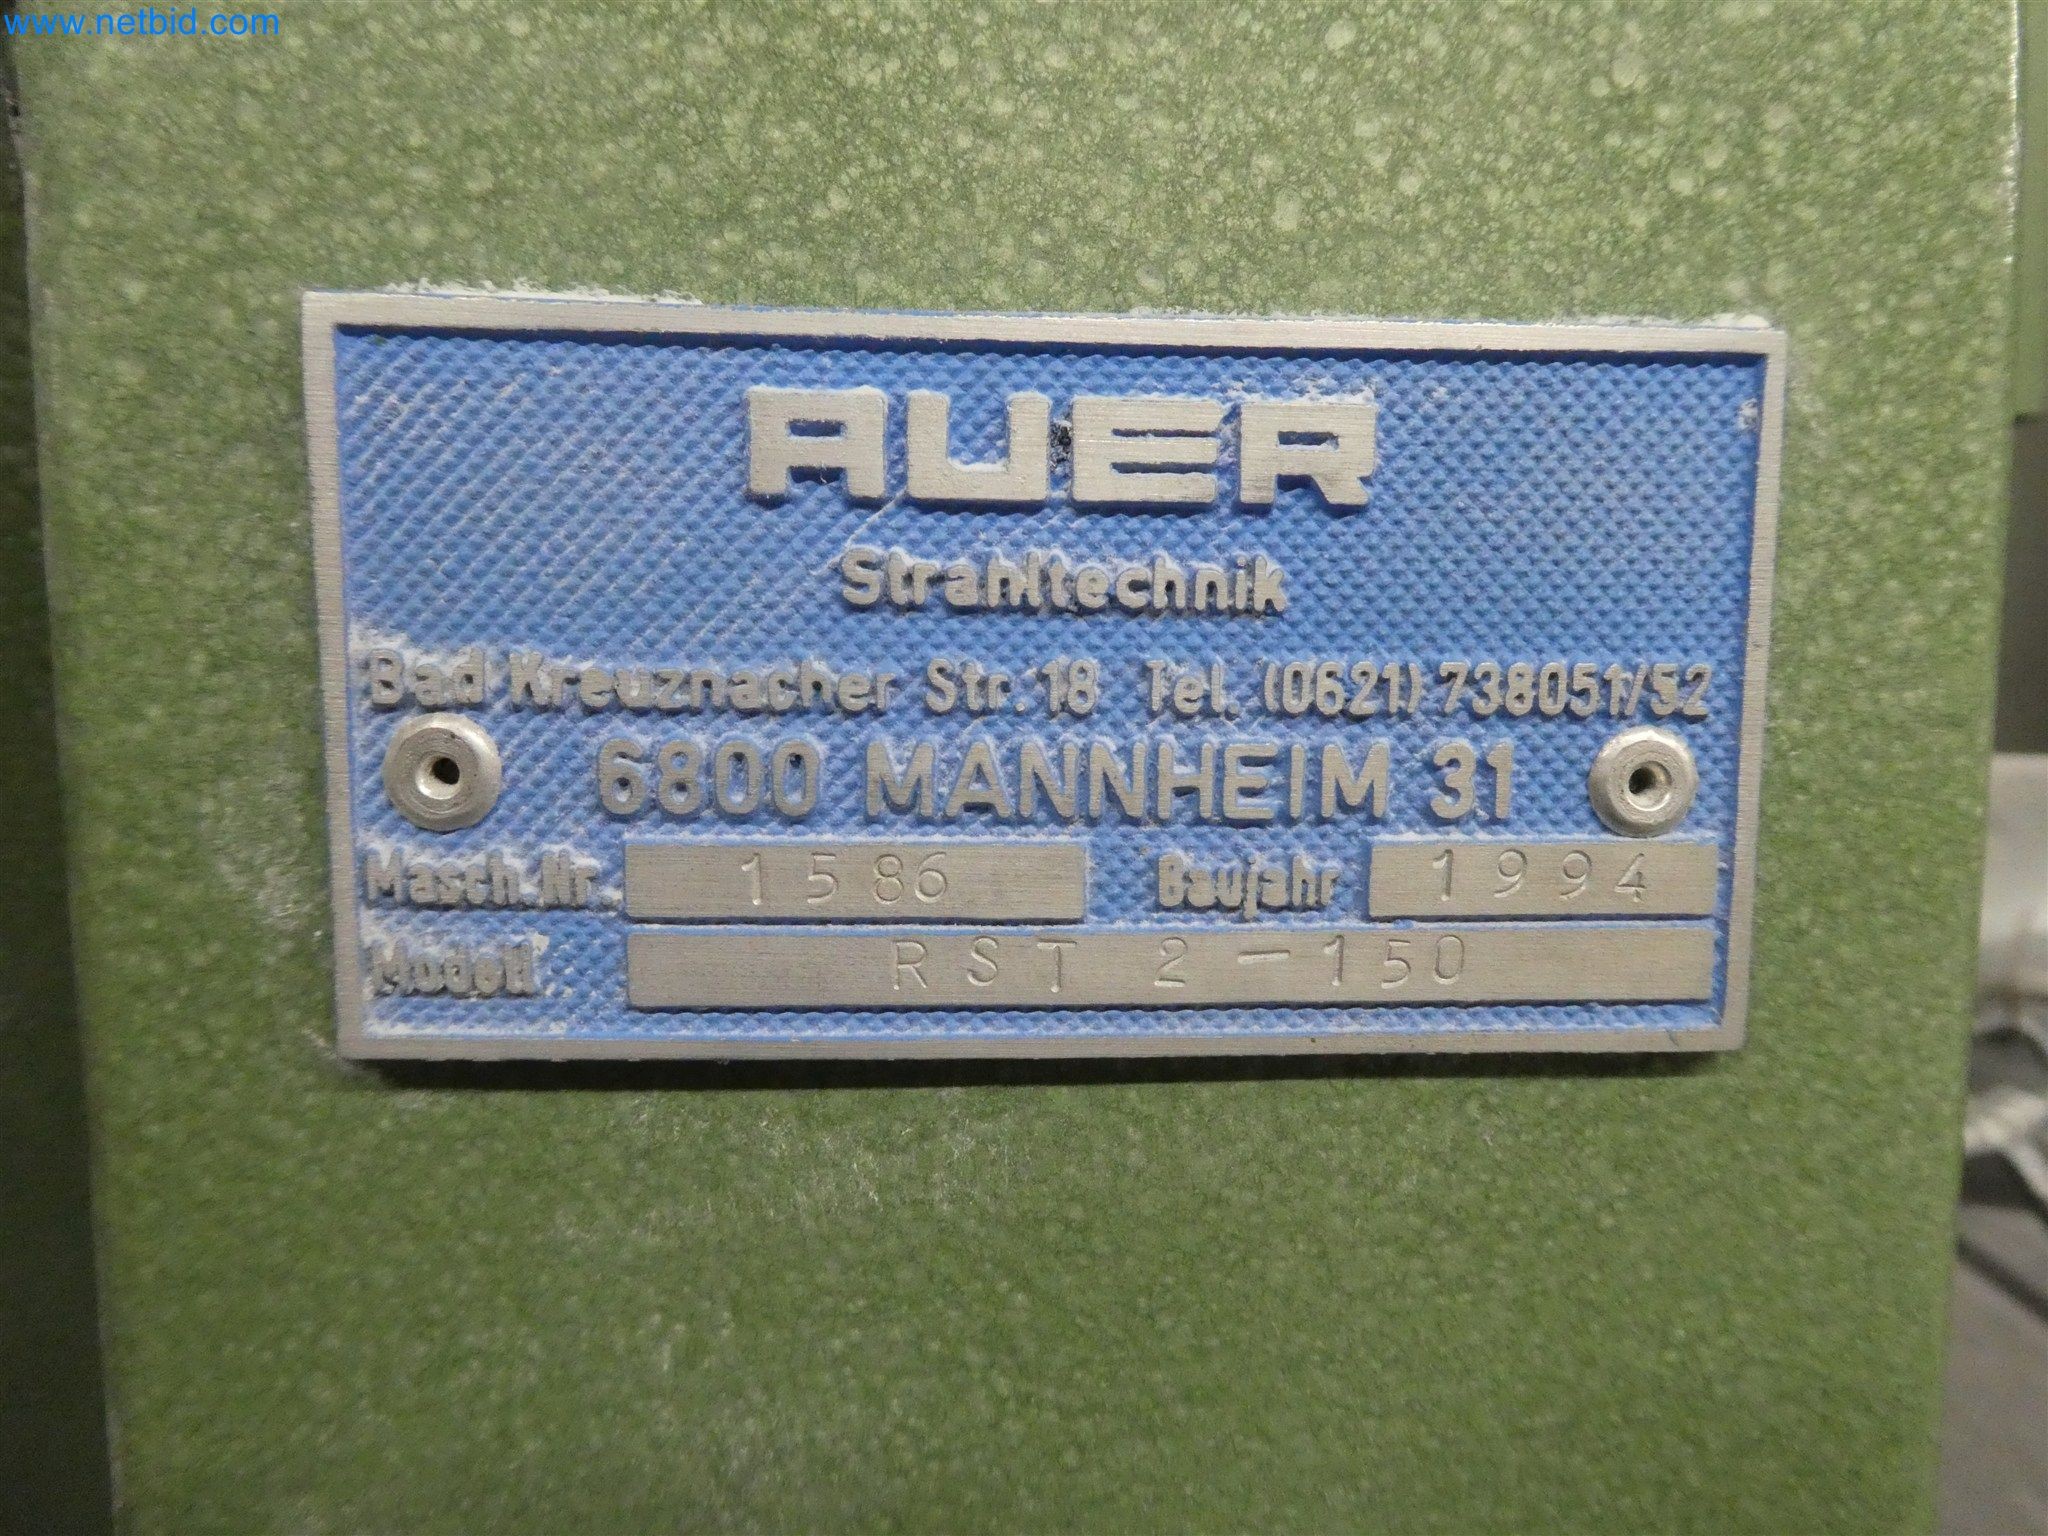 www.netbid.com
AUER
Strahltechnik
Bad Kreuznacher Str. 18 Tel. (0621) 738051/52
6800 MANNHEIM 31
Masch.Nr. 1586 Baujahr 1994
Modell RST 2-150